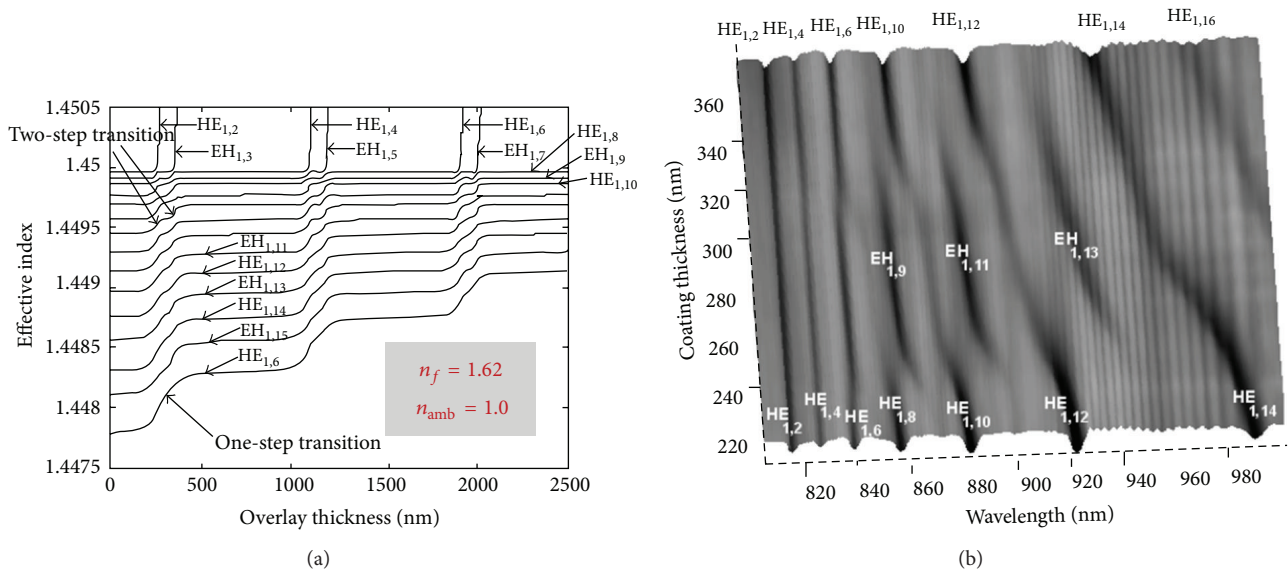 1.4505
1.45
1.4495
1.449
1.4485
1.448
1.4475
Effective index
Two-step transition
HE1,2
EH1,3
HE1,4
EH1,5
HE1,6
EH1,7
HE1,8
EH1,9
HE1,10
EH1,11
HE1,12
EH1,13
HE1,14
EH1,15
HE1,6
One-step transition
nf = 1.62
namb = 1.0
0 500 1000 1500 2000 2500
Overlay thickness (nm)
(a)
HE1,2 HE1,4 HE1,6 HE1,10 HE1,12 HE1,14 HE1,16
360
340
320
300
280
260
240
220
Coating thickness (nm)
EH1,9 EH1,11 EH1,13
HE1,2 HE1,4 HE1,6 HE1,8 HE1,10 HE1,12 HE1,14
820 840 860 880 900 920 940 960 980
Wavelength (nm)
(b)